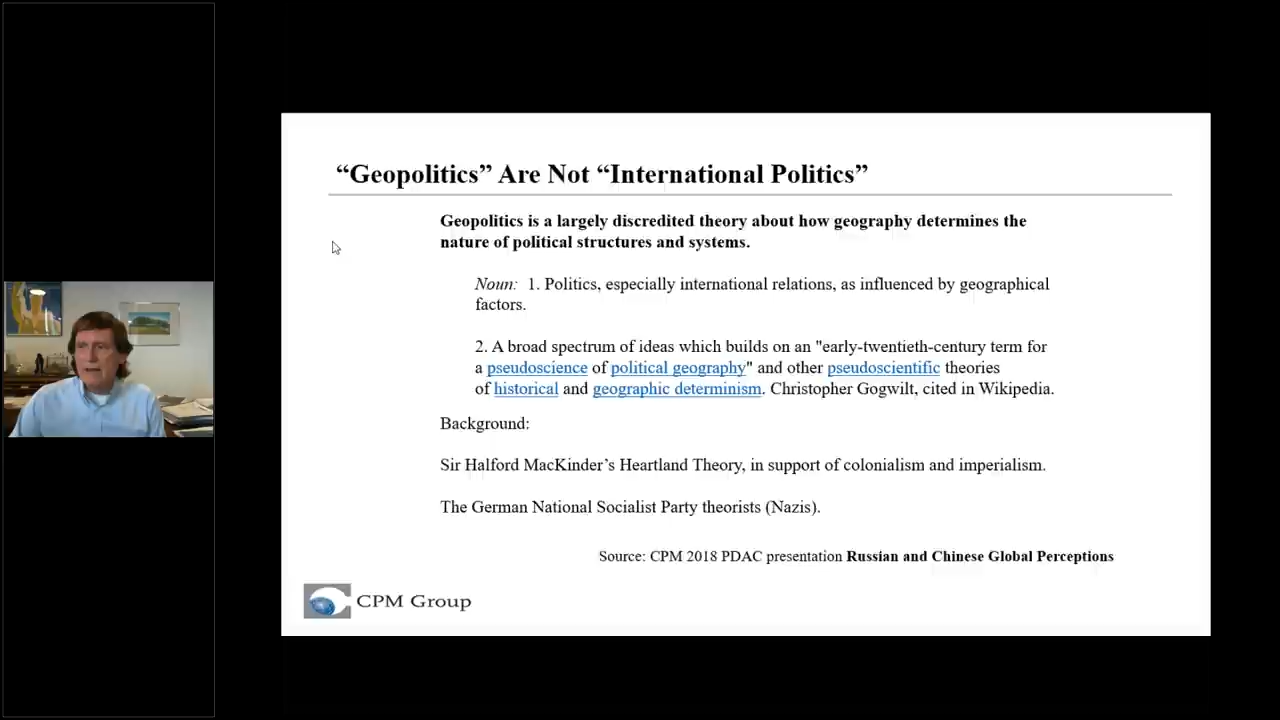 “Geopolitics” Are Not “International Politics”
Geopolitics is a largely discredited theory about how geography determines the
nature of political structures and systems.
Noun: 1. Politics, especially international relations, as influenced by geographical
factors.
2. A broad spectrum of ideas which builds on an "early-twentieth-century term for
a pseudoscience of political geography" and other pseudoscientific theories
of historical and geographic determinism. Christopher Gogwilt, cited in Wikipedia.
Background:
Sir Halford MacKinder’s Heartland Theory, in support of colonialism and imperialism.
The German National Socialist Party theorists (Nazis).
Source: CPM 2018 PDAC presentation Russian and Chinese Global Perceptions
CPM Group